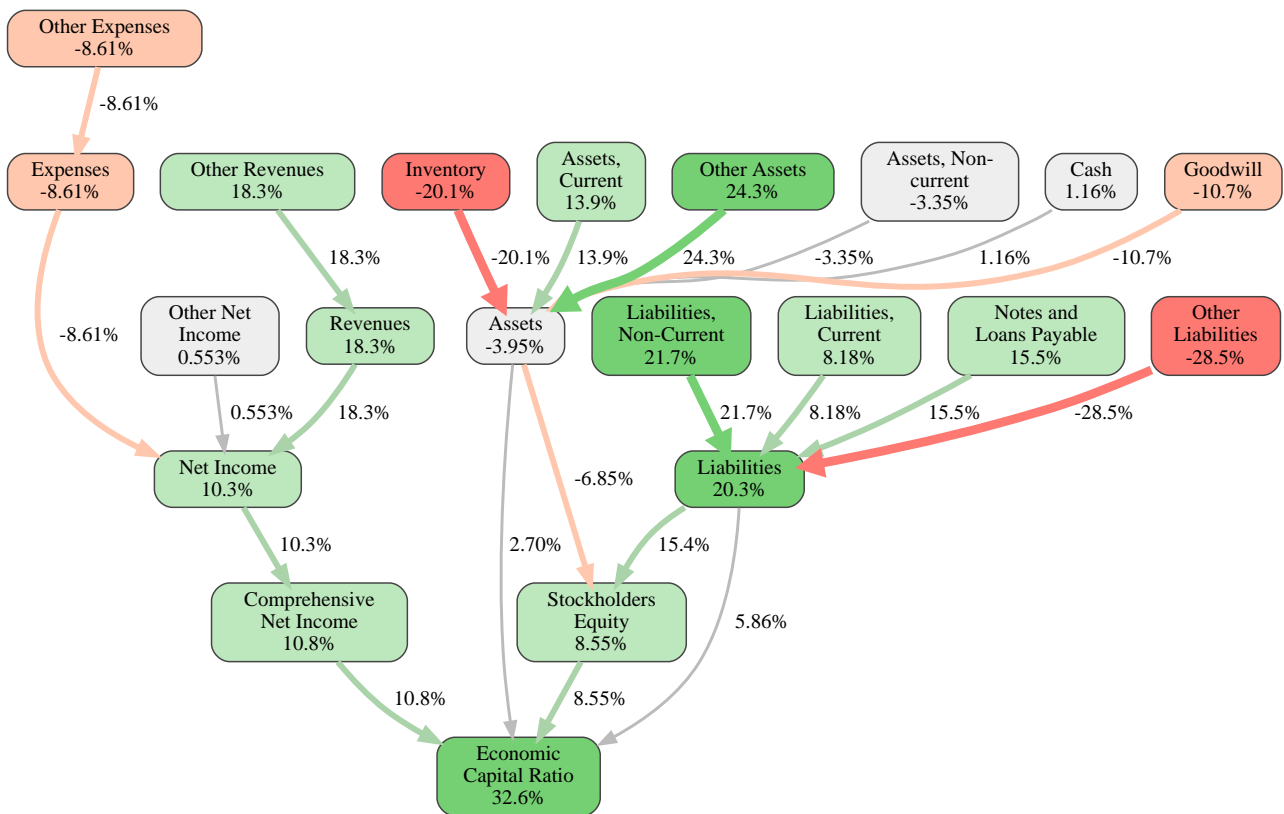 Other Expenses
-8.61%
-8.61%
Expenses
-8.61%
Other Revenues
18.3%
Inventory
-20.1%
Assets,
Current
13.9%
Other Assets
24.3%
Assets, Non-
current
-3.35%
Cash
1.16%
Goodwill
-10.7%
18.3%
-20.1%
13.9%
24.3%
-3.35%
1.16%
-10.7%
-8.61%
Other Net
Income
0.553%
Revenues
18.3%
Assets
-3.95%
Liabilities,
Non-Current
21.7%
Liabilities,
Current
8.18%
Notes and
Loans Payable
15.5%
Other
Liabilities
-28.5%
0.553%
18.3%
21.7%
8.18%
15.5%
-28.5%
Net Income
10.3%
-6.85%
Liabilities
20.3%
10.3%
2.70%
15.4%
Comprehensive
Net Income
10.8%
Stockholders
Equity
8.55%
5.86%
10.8%
8.55%
Economic
Capital Ratio
32.6%